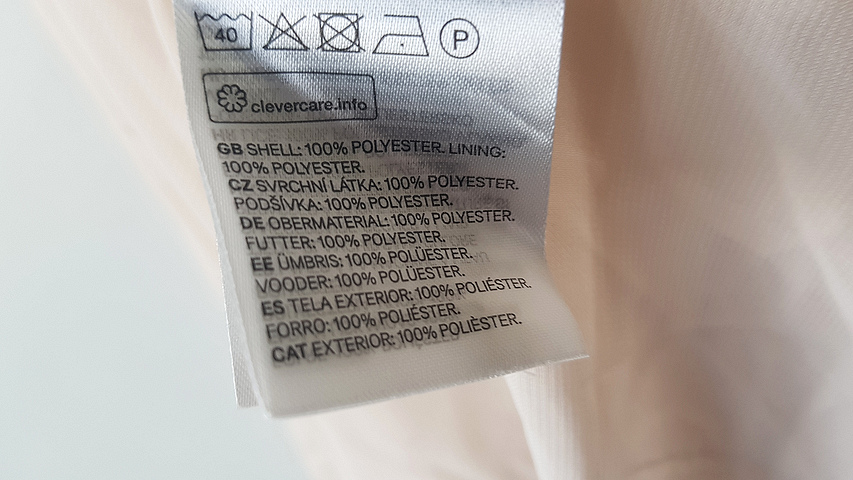 40
P
clevercare.info
GB SHELL: 100% POLYESTER. LINING:
100% POLYESTER.
CZ SVRCHNÍ LÁTKA: 100% POLYESTER.
PODŠÍVKA: 100% POLYESTER.
DE OBERMATERIAL: 100% POLYESTER.
FUTTER: 100% POLYESTER.
EE ÜMBRIS: 100% POLÜESTER.
VOODER: 100% POLÜESTER.
ES TELA EXTERIOR: 100% POLIÉSTER.
FORRO: 100% POLIÉSTER.
CAT EXTERIOR: 100% POLIÈSTER.